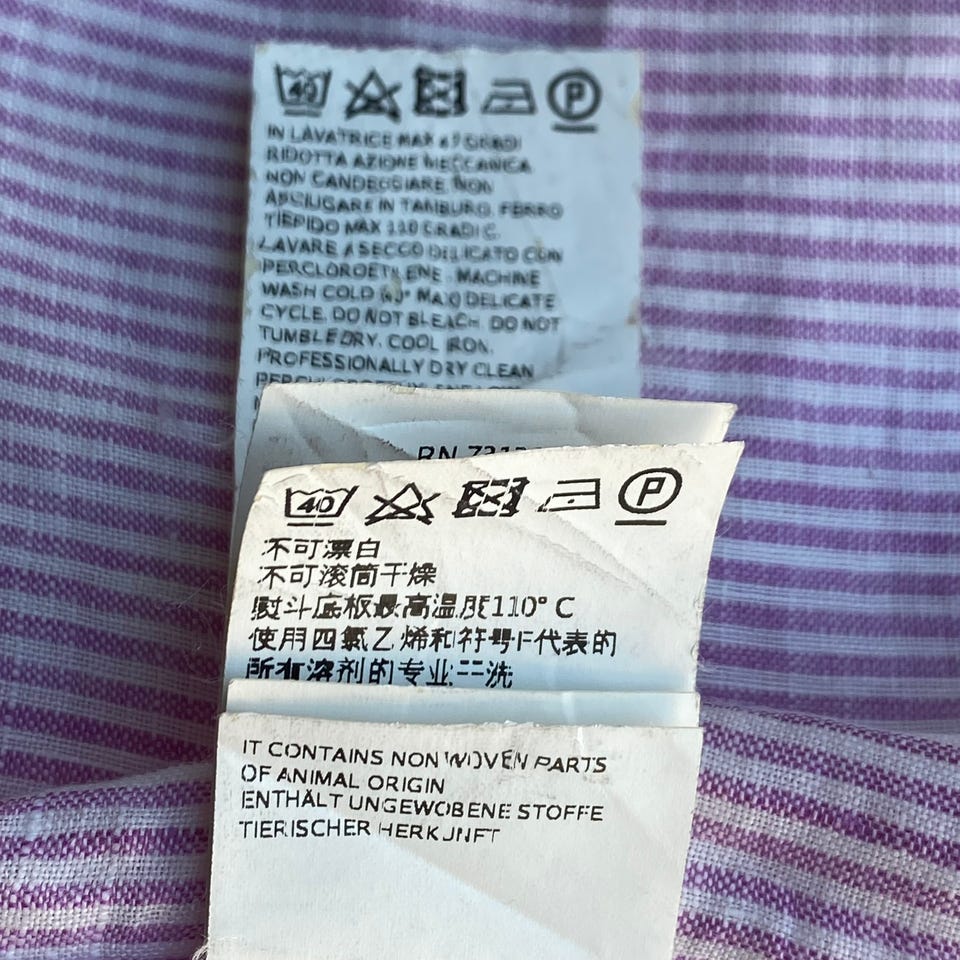 40 P
IN LAVATRICE MAX 40 GRADI
RIDOTTA AZIONE MECCANICA
NON CANDEGGIARE, NON
ASCIUGARE IN TAMBURO, FERRO
TIEPIDO MAX 110 GRADI C.
LAVARE A SECCO DELICATO CON
PERCLOROETILENE - MACHINE
WASH COLD (40° MAX) DELICATE
CYCLE. DO NOT BLEACH. DO NOT
TUMBLE DRY. COOL IRON.
PROFESSIONALLY DRY CLEAN
RN
40 P
不可漂白
不可滚筒干燥
熨斗底板最高温度110° C
使用四氯乙烯和符号F代表的
所有溶剂的专业干洗
IT CONTAINS NON WOVEN PARTS
OF ANIMAL ORIGIN
ENTHÄLT UNGEWOBENE STOFFE
TIERISCHER HERKUNFT